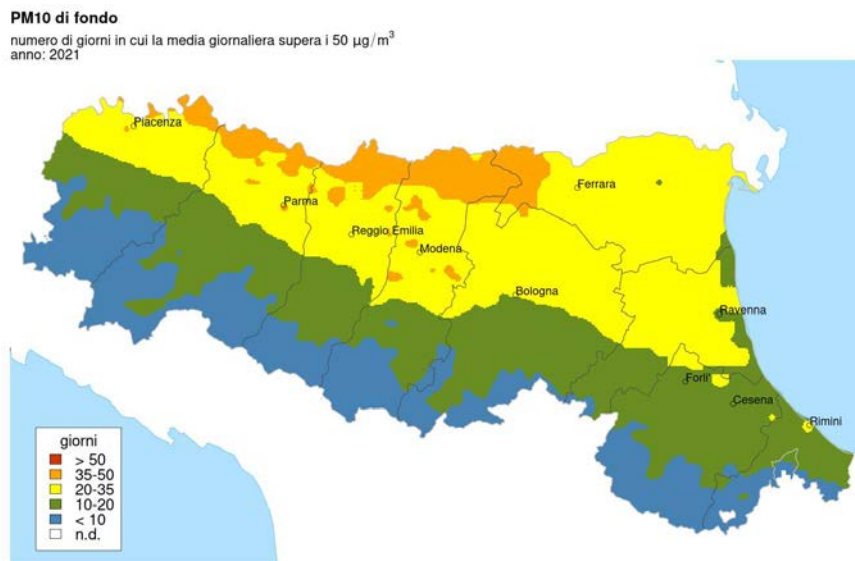 PM10 di fondo
numero di giorni in cui la media giornaliera supera i 50 μg/m³
anno: 2021
Piacenza
Ferrara
Parma
Reggio Emilia
Modena
Bologna
Ravenna
Forli'
Cesena
Rimini
giorni
> 50
35-50
20-35
10-20
< 10
n.d.